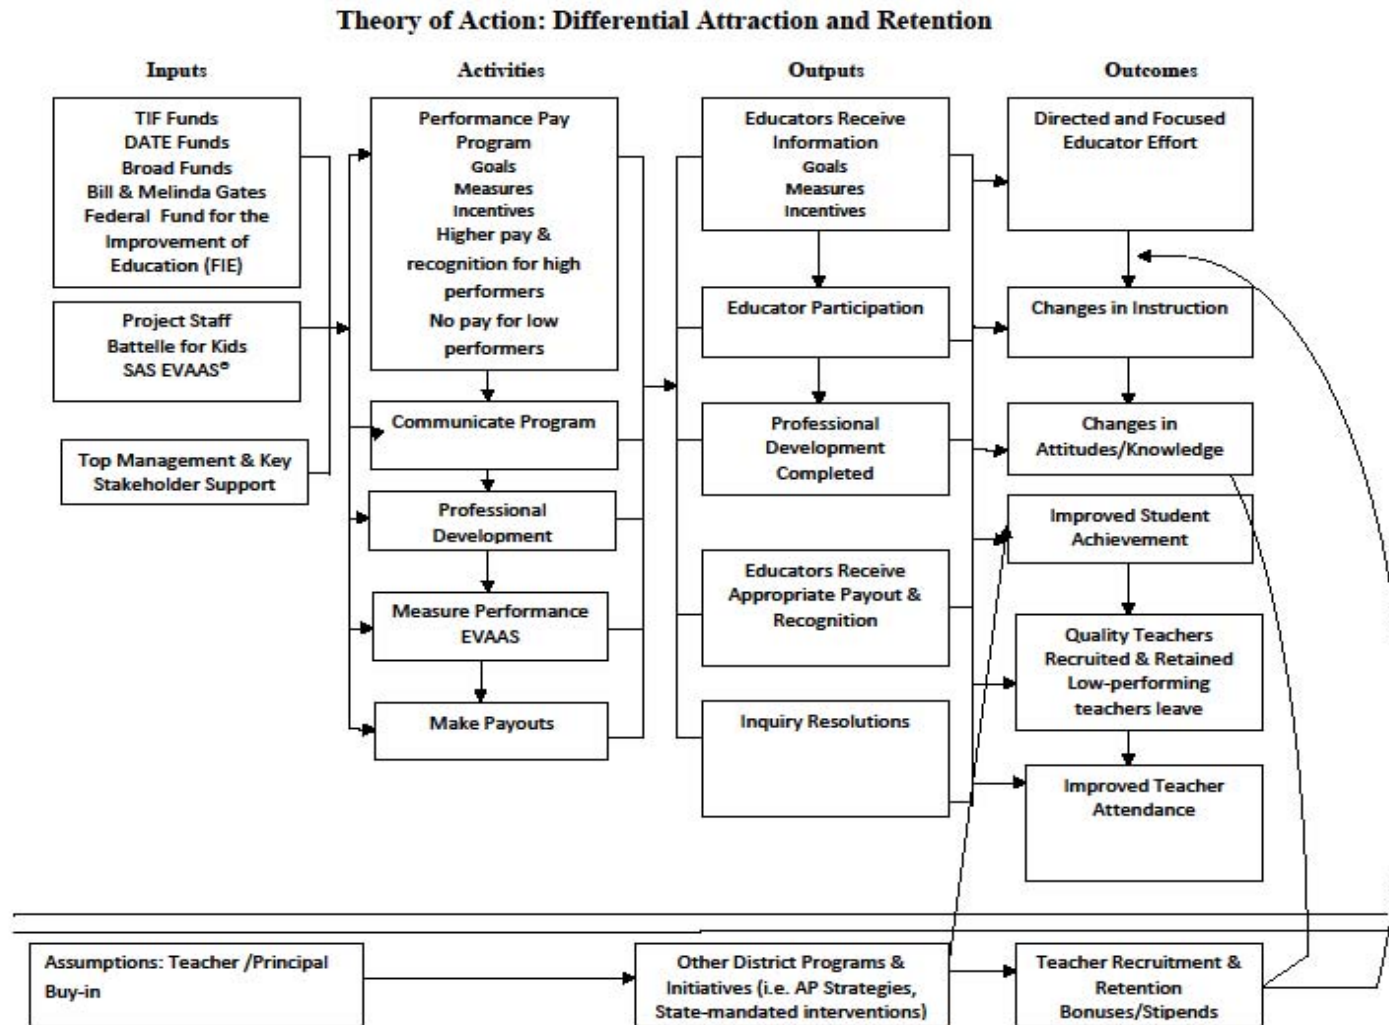 Theory of Action: Differential Attraction and Retention
Inputs
Activities
Outputs
Outcomes
TIF Funds
DATE Funds
Broad Funds
Bill & Melinda Gates
Federal Fund for the
Improvement of
Education (FIE)
Project Staff
Battelle for Kids
SAS EVAAS®
Top Management & Key
Stakeholder Support
Performance Pay
Program
Goals
Measures
Incentives
Higher pay &
recognition for high
performers
No pay for low
performers
Communicate Program
Professional
Development
Measure Performance
EVAAS
Make Payouts
Educators Receive
Information
Goals
Measures
Incentives
Educator Participation
Professional
Development
Completed
Educators Receive
Appropriate Payout &
Recognition
Inquiry Resolutions
Directed and Focused
Educator Effort
Changes in Instruction
Changes in
Attitudes/Knowledge
Improved Student
Achievement
Quality Teachers
Recruited & Retained
Low-performing
teachers leave
Improved Teacher
Attendance
Assumptions: Teacher /Principal
Buy-in
Other District Programs &
Initiatives (i.e. AP Strategies,
State-mandated interventions)
Teacher Recruitment &
Retention
Bonuses/Stipends